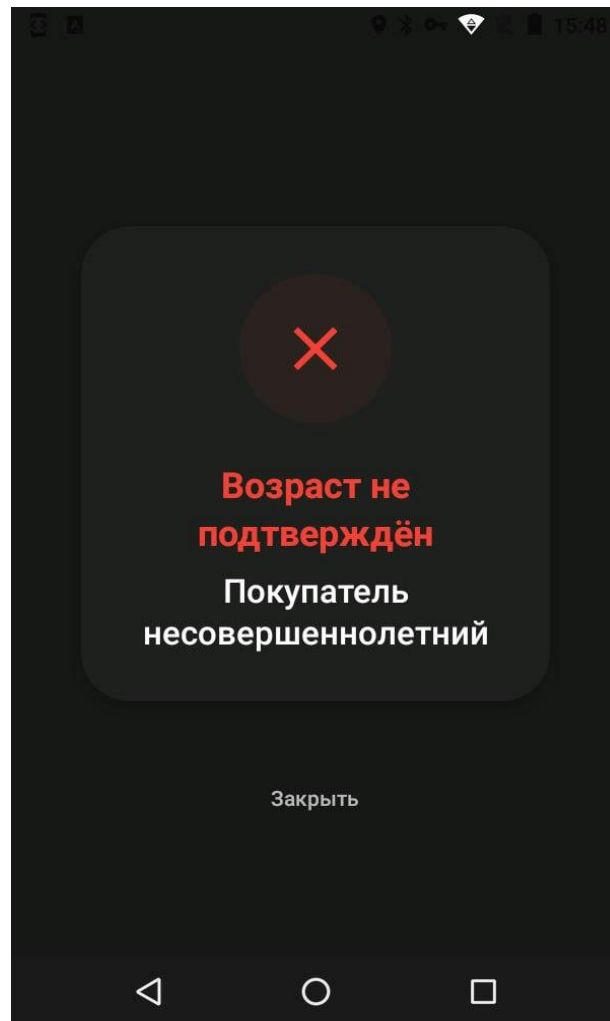 15:48
Возраст не
подтверждён
Покупатель
несовершеннолетний
Закрыть